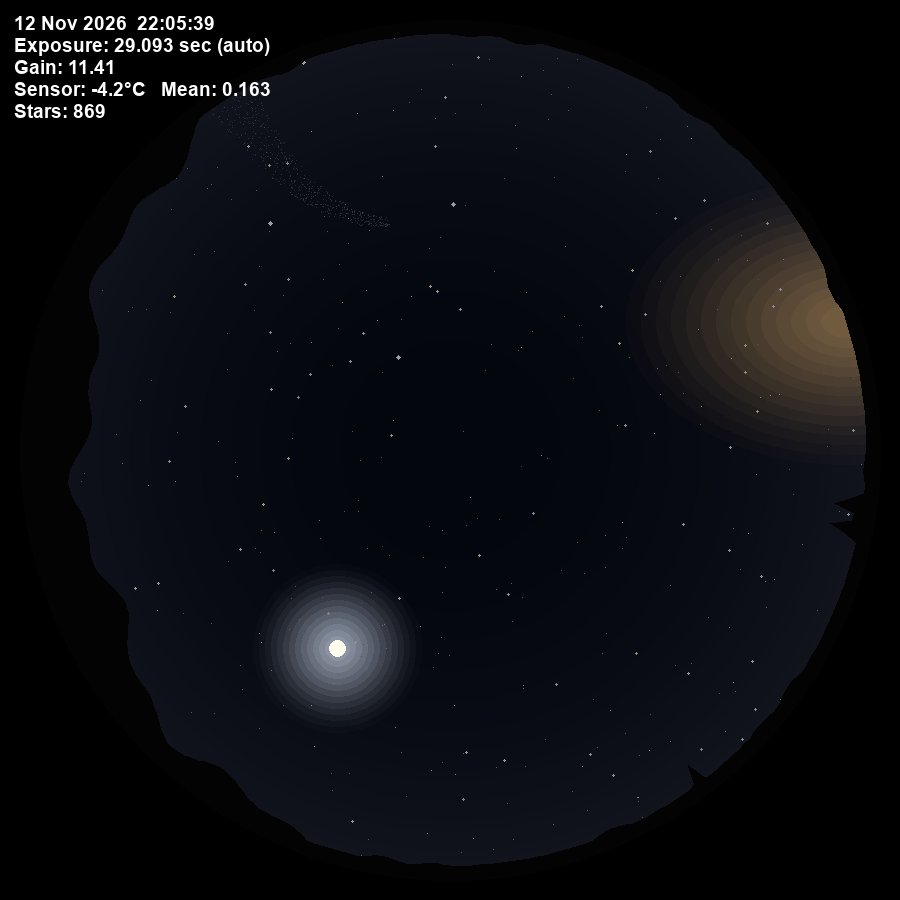 12 Nov 2026  22:05:39
Exposure: 29.093 sec (auto)
Gain: 11.41
Sensor: -4.2°C   Mean: 0.163
Stars: 869